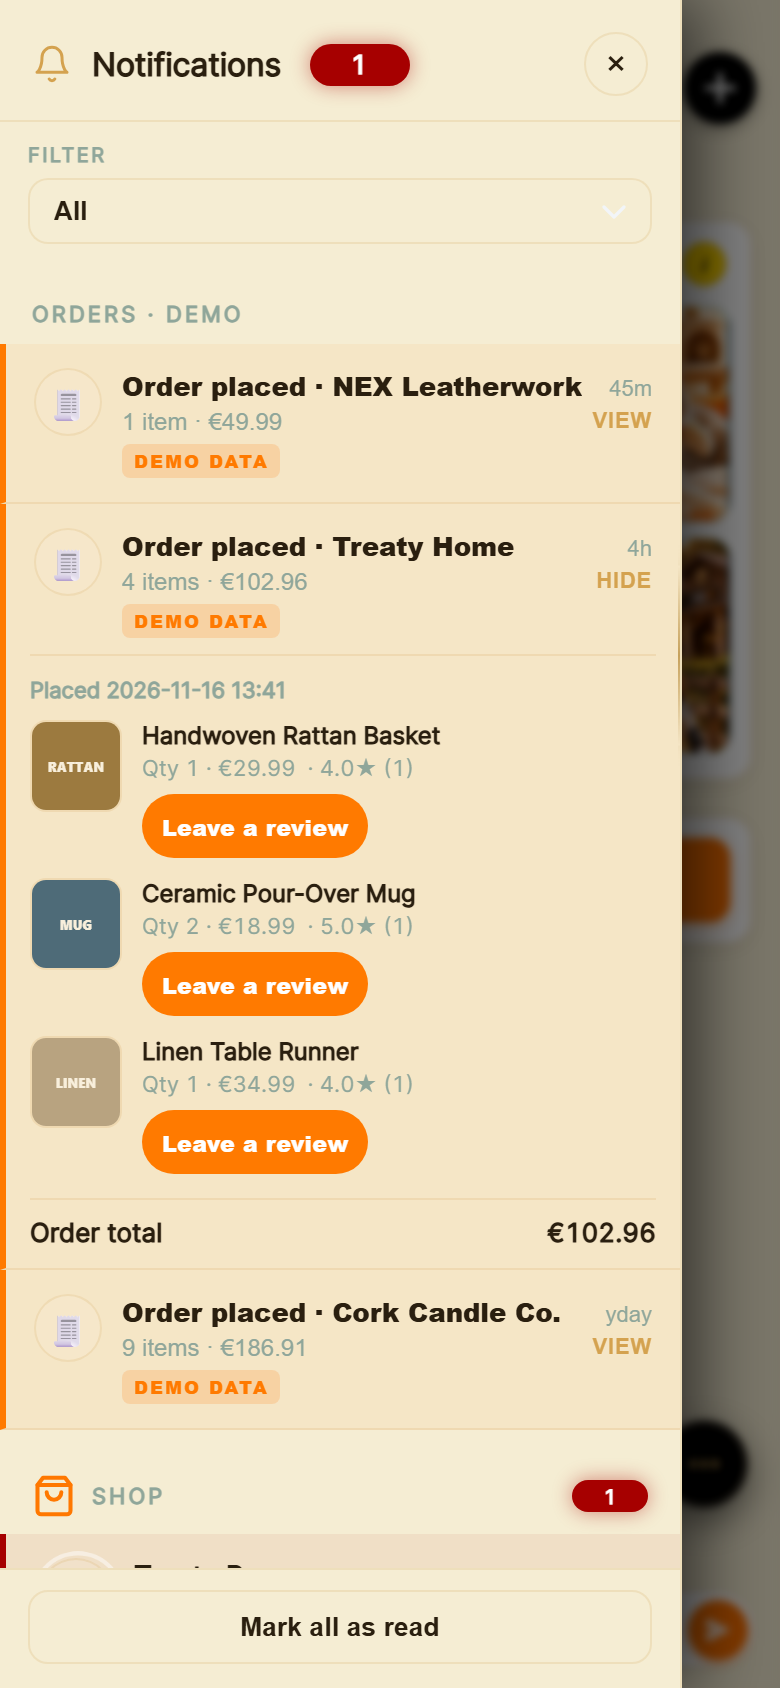 Notifications 1 ×
FILTER
All
ORDERS · DEMO
Order placed · NEX Leatherwork 45m
1 item · €49.99 VIEW
DEMO DATA
Order placed · Treaty Home 4h
4 items · €102.96 HIDE
DEMO DATA
Placed 2026-11-16 13:41
RATTAN
Handwoven Rattan Basket
Qty 1 · €29.99 · 4.0★ (1)
Leave a review
MUG
Ceramic Pour-Over Mug
Qty 2 · €18.99 · 5.0★ (1)
Leave a review
LINEN
Linen Table Runner
Qty 1 · €34.99 · 4.0★ (1)
Leave a review
Order total €102.96
Order placed · Cork Candle Co. yday
9 items · €186.91 VIEW
DEMO DATA
SHOP 1
Mark all as read